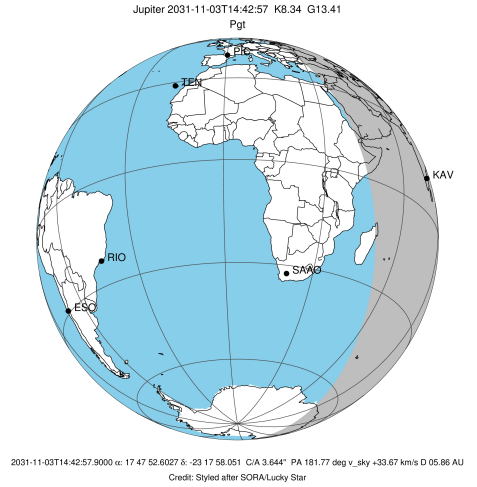 Jupiter 2031-11-03T14:42:57  K8.34  G13.41
Pgt
PIC
TEN
KAV
RIO
SAAO
ESO
2031-11-03T14:42:57.9000 α: 17 47 52.6027 δ: -23 17 58.051  C/A 3.644"  PA 181.77 deg v_sky +33.67 km/s D 05.86 AU
Credit: Styled after SORA/Lucky Star